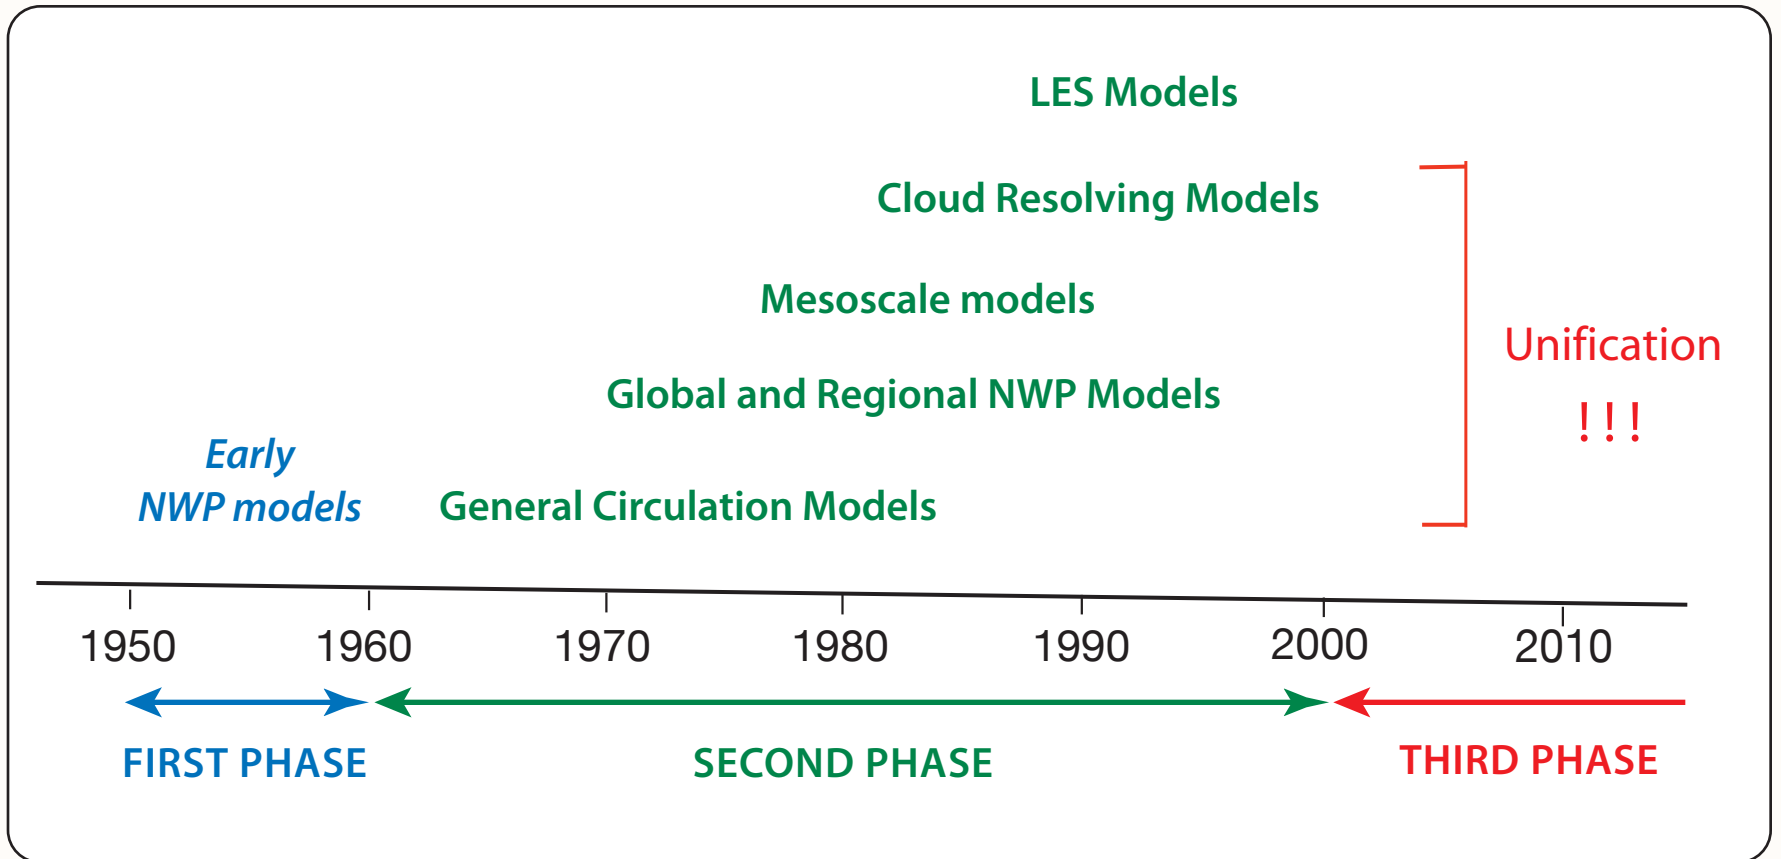 LES Models
Cloud Resolving Models
Mesoscale models
Unification
!!!
Global and Regional NWP Models
Early
NWP models
General Circulation Models
1950 1960 1970 1980 1990 2000 2010
FIRST PHASE SECOND PHASE THIRD PHASE